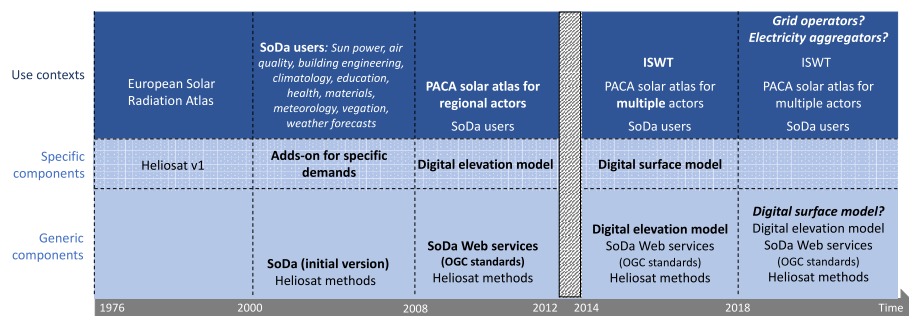 Use contexts
European Solar
Radiation Atlas
SoDa users: Sun power, air
quality, building engineering,
climatology, education,
health, materials,
meteorology, vegation,
weather forecasts
PACA solar atlas for
regional actors
SoDa users
ISWT
PACA solar atlas for
multiple actors
SoDa users
Grid operators?
Electricity aggregators?
ISWT
PACA solar atlas for
multiple actors
SoDa users
Specific
components
Heliosat v1
Adds-on for specific
demands
Digital elevation model
Digital surface model
Generic
components
SoDa (initial version)
Heliosat methods
SoDa Web services
(OGC standards)
Heliosat methods
Digital elevation model
SoDa Web services
(OGC standards)
Heliosat methods
Digital surface model?
Digital elevation model
SoDa Web services
(OGC standards)
Heliosat methods
1976 2000 2008 2012 2014 2018 Time